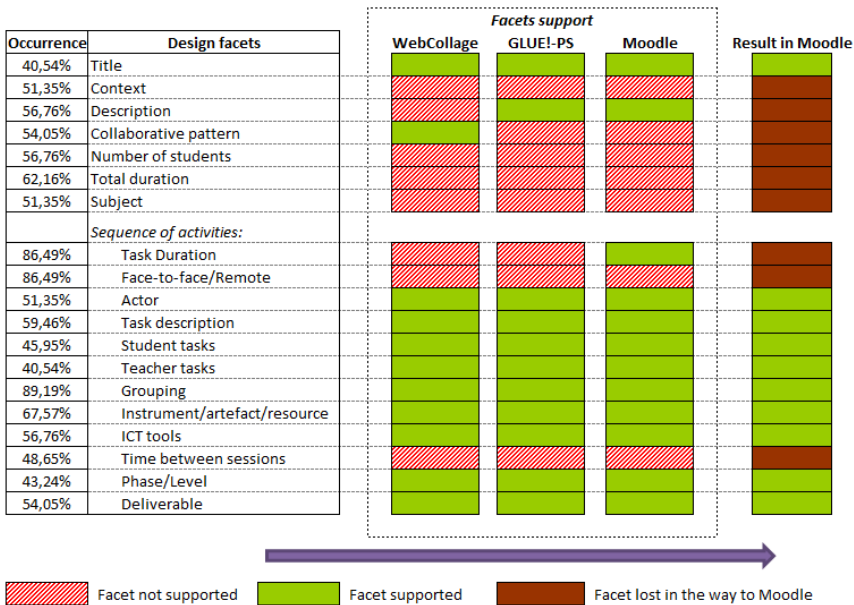 Facets support
Occurrence Design facets WebCollage GLUE!-PS Moodle Result in Moodle
40,54% Title
51,35% Context
56,76% Description
54,05% Collaborative pattern
56,76% Number of students
62,16% Total duration
51,35% Subject
Sequence of activities:
86,49% Task Duration
86,49% Face-to-face/Remote
51,35% Actor
59,46% Task description
45,95% Student tasks
40,54% Teacher tasks
89,19% Grouping
67,57% Instrument/artefact/resource
56,76% ICT tools
48,65% Time between sessions
43,24% Phase/Level
54,05% Deliverable
Facet not supported Facet supported Facet lost in the way to Moodle